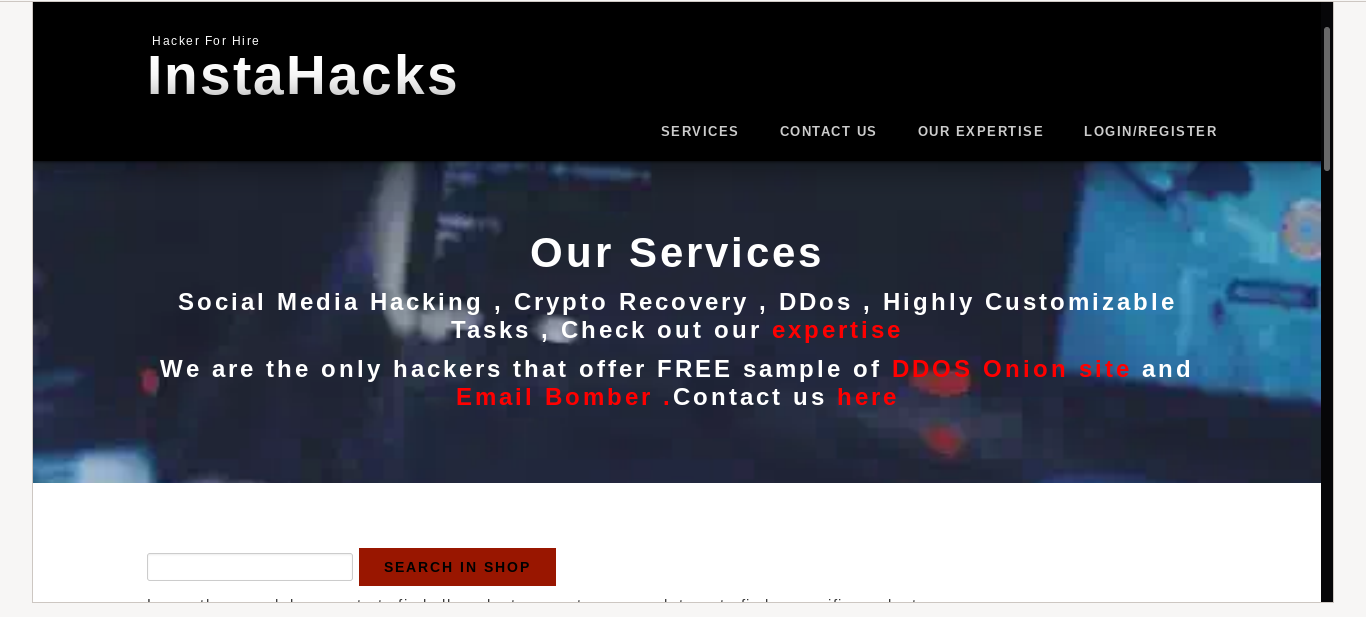 Hacker For Hire
InstaHacks
SERVICES CONTACT US OUR EXPERTISE LOGIN/REGISTER
Our Services
Social Media Hacking , Crypto Recovery , DDos , Highly Customizable
Tasks , Check out our expertise
We are the only hackers that offer FREE sample of DDOS Onion site and
Email Bomber .Contact us here
SEARCH IN SHOP